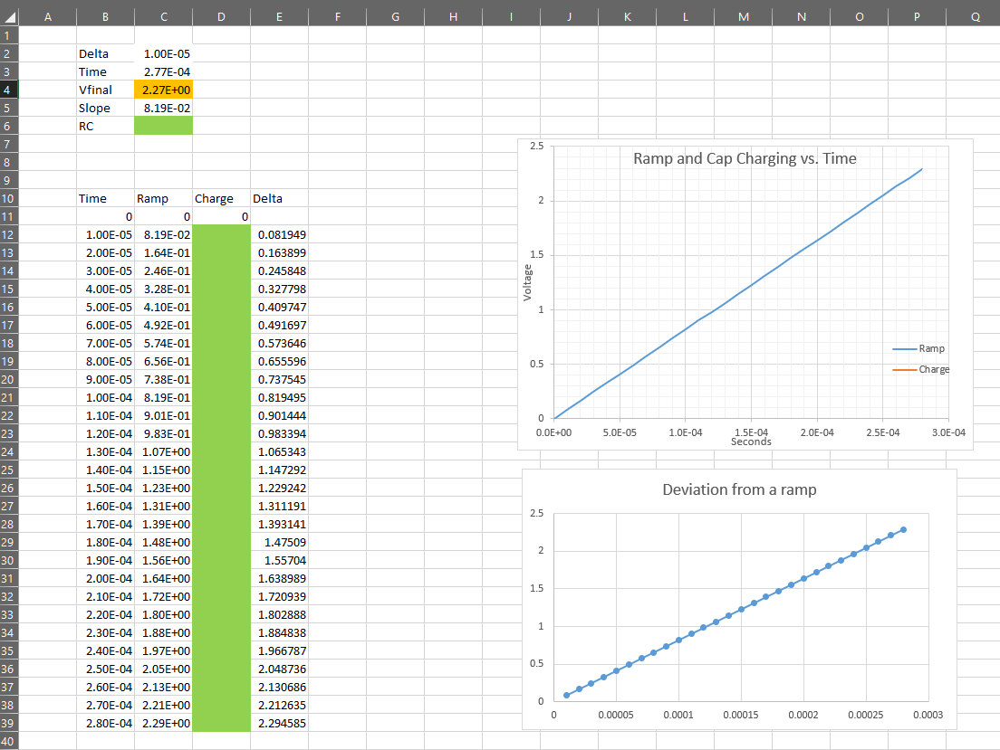 A B C D E F G H I J K L M N O P Q
1
2 Delta 1.00E-05
3 Time 2.77E-04
4 Vfinal 2.27E+00
5 Slope 8.19E-02
6 RC
7
8
9
10 Time Ramp Charge Delta
11 0 0 0
12 1.00E-05 8.19E-02 0.081949
13 2.00E-05 1.64E-01 0.163899
14 3.00E-05 2.46E-01 0.245848
15 4.00E-05 3.28E-01 0.327798
16 5.00E-05 4.10E-01 0.409747
17 6.00E-05 4.92E-01 0.491697
18 7.00E-05 5.74E-01 0.573646
19 8.00E-05 6.56E-01 0.655596
20 9.00E-05 7.38E-01 0.737545
21 1.00E-04 8.19E-01 0.819495
22 1.10E-04 9.01E-01 0.901444
23 1.20E-04 9.83E-01 0.983394
24 1.30E-04 1.07E+00 1.065343
25 1.40E-04 1.15E+00 1.147292
26 1.50E-04 1.23E+00 1.229242
27 1.60E-04 1.31E+00 1.311191
28 1.70E-04 1.39E+00 1.393141
29 1.80E-04 1.48E+00 1.47509
30 1.90E-04 1.56E+00 1.55704
31 2.00E-04 1.64E+00 1.638989
32 2.10E-04 1.72E+00 1.720939
33 2.20E-04 1.80E+00 1.802888
34 2.30E-04 1.88E+00 1.884838
35 2.40E-04 1.97E+00 1.966787
36 2.50E-04 2.05E+00 2.048736
37 2.60E-04 2.13E+00 2.130686
38 2.70E-04 2.21E+00 2.212635
39 2.80E-04 2.29E+00 2.294585
40
Ramp and Cap Charging vs. Time
2.5
2
1.5
1
0.5
0
Voltage
Ramp
Charge
0.0E+00 5.0E-05 1.0E-04 1.5E-04 2.0E-04 2.5E-04 3.0E-04
Seconds
Deviation from a ramp
2.5
2
1.5
1
0.5
0
0 0.00005 0.0001 0.00015 0.0002 0.00025 0.0003